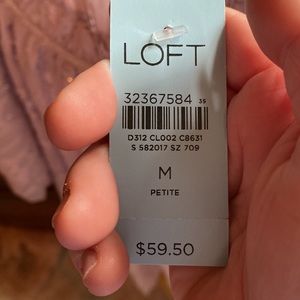 LOFT
32367584 35
D312 CL002 C8631
S 582017 SZ 709
M
PETITE
$59.50